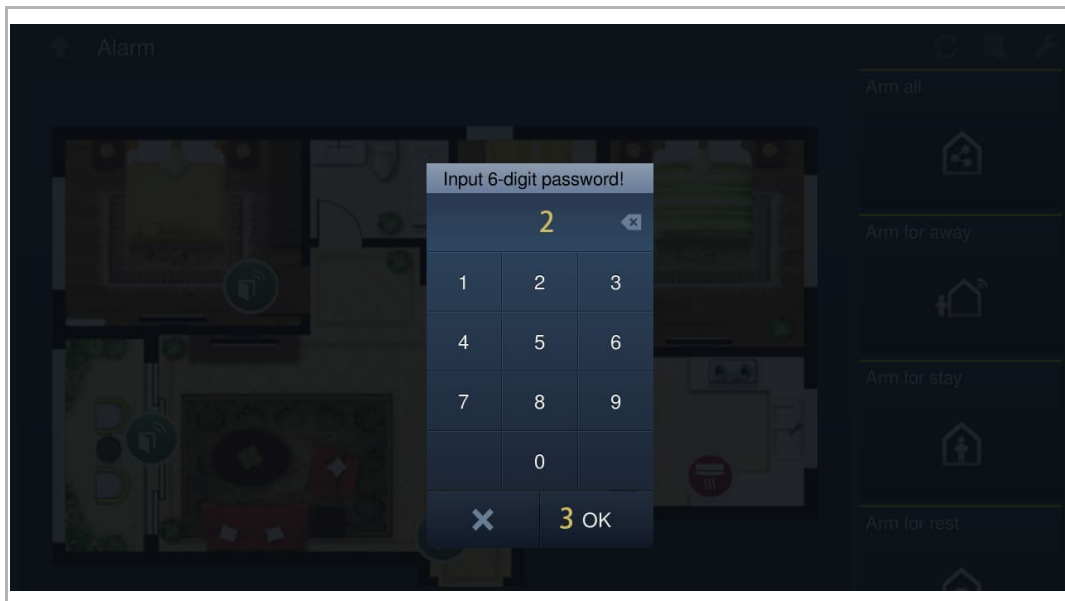 Alarm
Arm all
Input 6-digit password!
2
1 2 3
4 5 6
7 8 9
0
3 OK
Arm for away
Arm for stay
Arm for rest